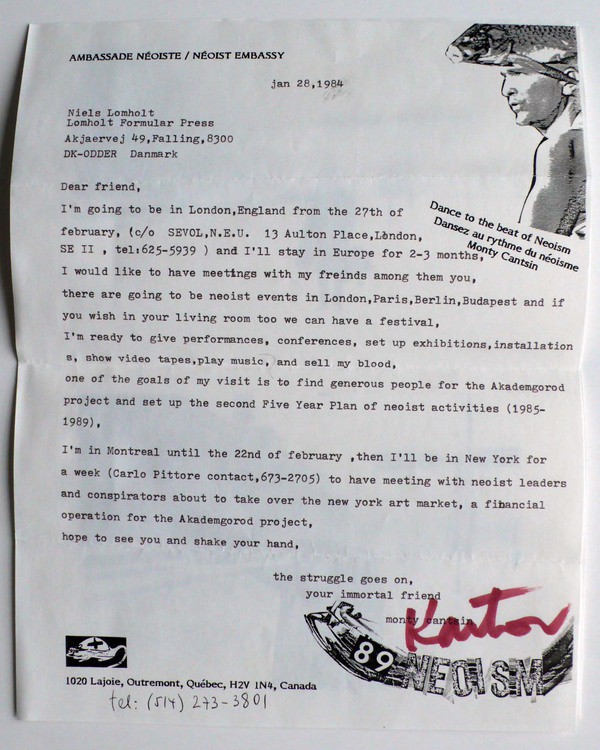 AMBASSADE NÉOISTE / NÉOIST EMBASSY
jan 28,1984
Niels Lomholt
Lomholt Formular Press
Akjaervej 49,Falling,8300
DK-ODDER  Danmark
Dear friend,
I'm going to be in London,England from the 27th of
february, (c/o  SEVOL,N.E.U.  13 Aulton Place,London,
SE II , tel:625-5939 ) and I'll stay in Europe for 2-3 months,
Dance to the beat of Neoism
Dansez au rythme du néoisme
Monty Cantsin
I would like to have meetings with my freinds among them you,
there are going to be neoist events in London,Paris,Berlin,Budapest and if
you wish in your living room too we can have a festival,
I'm ready to give performances, conferences, set up exhibitions,installation
s, show video tapes,play music, and sell my blood,
one of the goals of my visit is to find generous people for the Akademgorod
project and set up the second Five Year Plan of neoist activities (1985-
1989),
I'm in Montreal until the 22nd of february ,then I'll be in New York for
a week (Carlo Pittore contact,673-2705) to have meeting with neoist leaders
and conspirators about to take over the new york art market, a financial
operation for the Akademgorod project,
hope to see you and shake your hand,
the struggle goes on,
your immortal friend
monty cantsin
Kantor
89 NEOISM
1020 Lajoie, Outremont, Québec, H2V 1N4, Canada
tel: (514) 273-3801